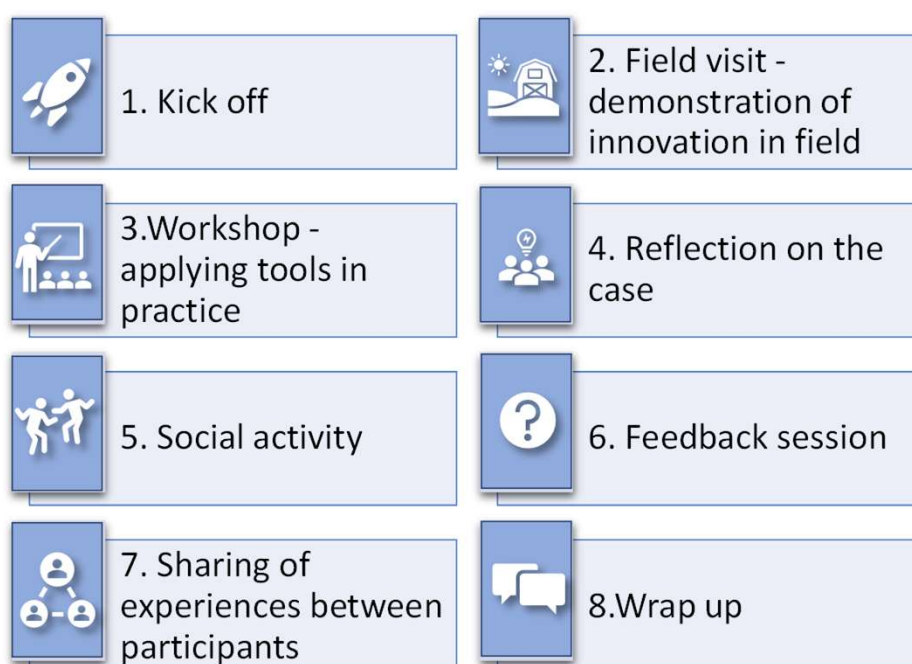 1. Kick off
2. Field visit -
demonstration of
innovation in field
3.Workshop -
applying tools in
practice
4. Reflection on the
case
5. Social activity
6. Feedback session
7. Sharing of
experiences between
participants
8.Wrap up